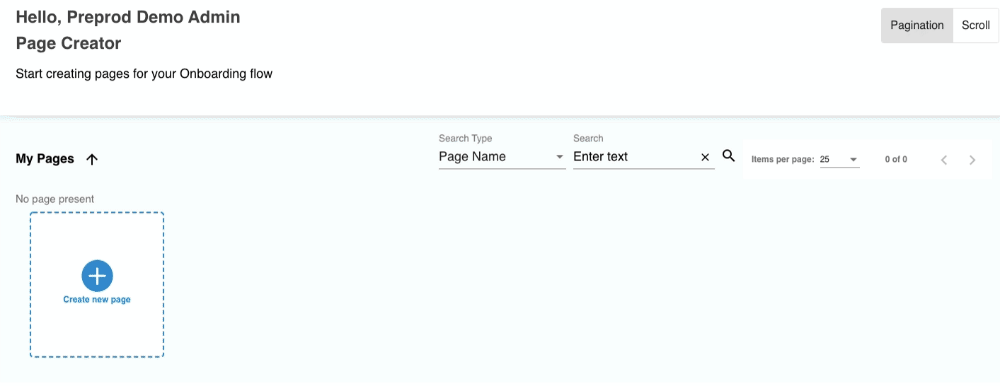 Hello, Preprod Demo Admin
Page Creator
Start creating pages for your Onboarding flow
Pagination
Scroll
My Pages
Search Type
Page Name
Search
Enter text
Items per page:
25
0 of 0
No page present
Create new page